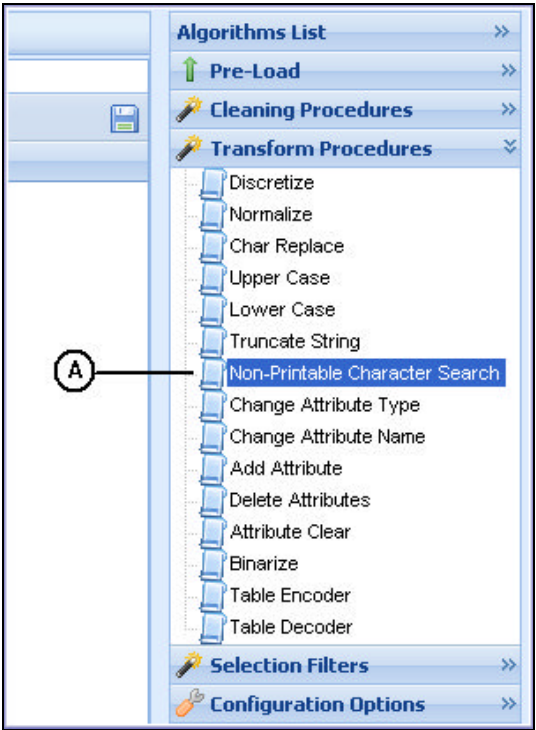 Algorithms List
Pre-Load
Cleaning Procedures
Transform Procedures
Discretize
Normalize
Char Replace
Upper Case
Lower Case
Truncate String
A
Non-Printable Character Search
Change Attribute Type
Change Attribute Name
Add Attribute
Delete Attributes
Attribute Clear
Binarize
Table Encoder
Table Decoder
Selection Filters
Configuration Options